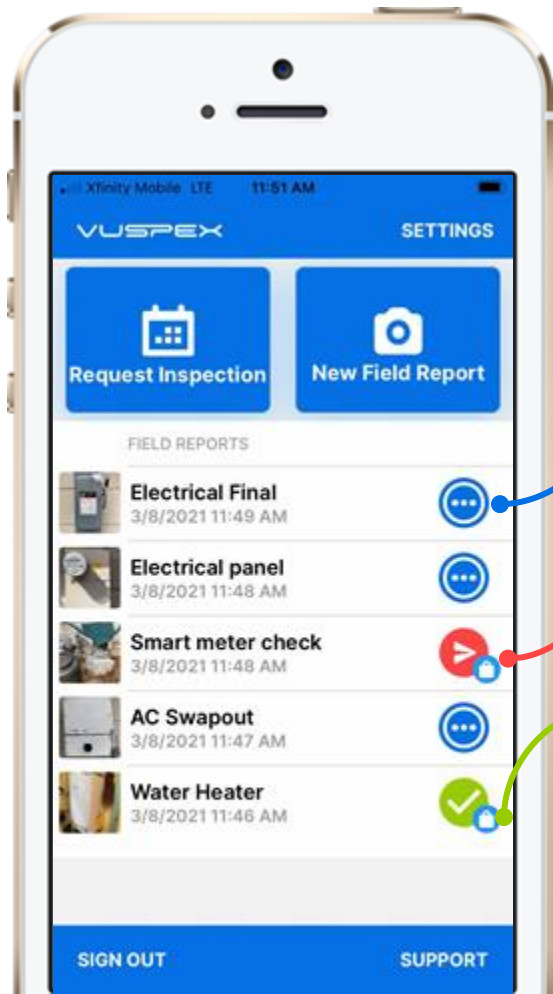 Xfinity Mobile LTE 11:51 AM
VUSPEX SETTINGS
Request Inspection
New Field Report
FIELD REPORTS
Electrical Final
3/8/2021 11:49 AM
Electrical panel
3/8/2021 11:48 AM
Smart meter check
3/8/2021 11:48 AM
AC Swapout
3/8/2021 11:47 AM
Water Heater
3/8/2021 11:46 AM
SIGN OUT SUPPORT